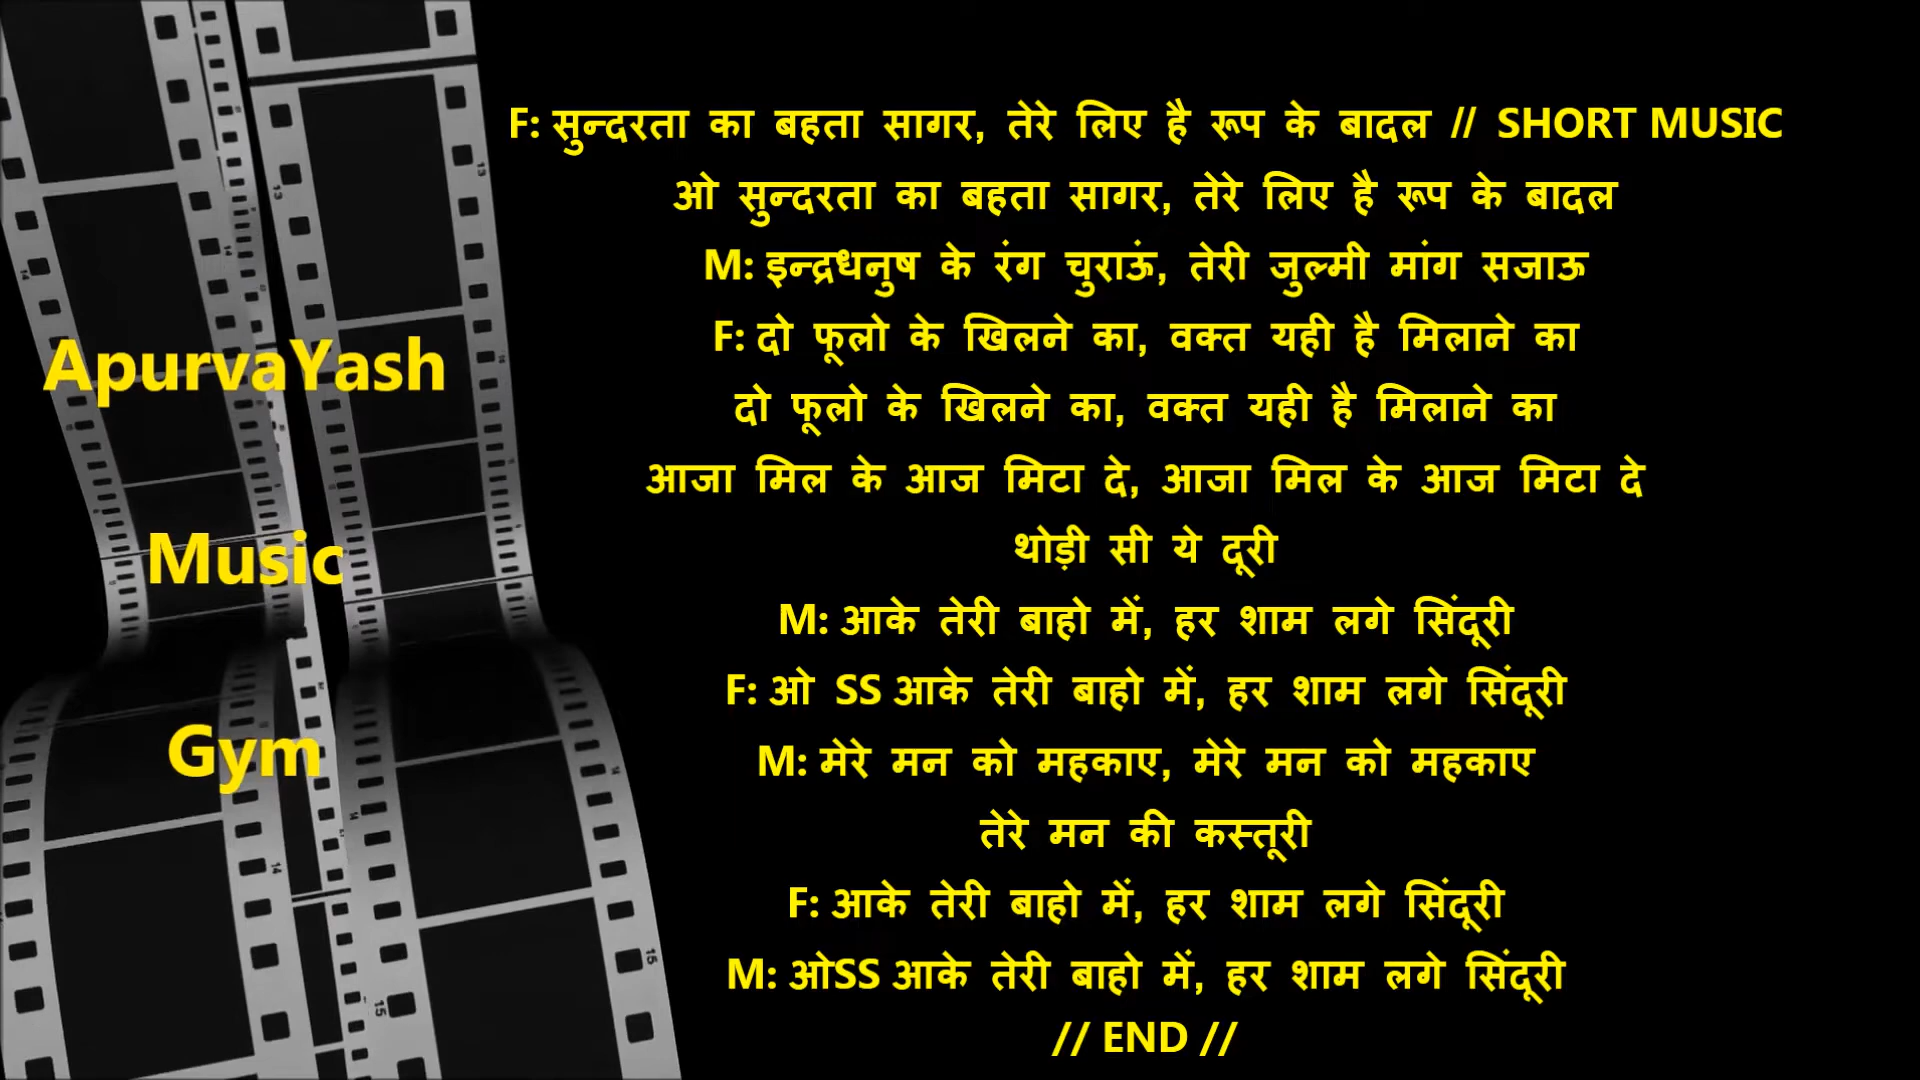 ApurvaYash
Music
Gym
F: सुन्दरता का बहता सागर, तेरे लिए है रूप के बादल // SHORT MUSIC
ओ सुन्दरता का बहता सागर, तेरे लिए है रूप के बादल
M: इन्द्रधनुष के रंग चुराऊं, तेरी जुल्मी मांग सजाऊ
F: दो फूलो के खिलने का, वक्त यही है मिलाने का
दो फूलो के खिलने का, वक्त यही है मिलाने का
आजा मिल के आज मिटा दे, आजा मिल के आज मिटा दे
थोड़ी सी ये दूरी
M: आके तेरी बाहो में, हर शाम लगे सिंदूरी
F: ओ SS आके तेरी बाहो में, हर शाम लगे सिंदूरी
M: मेरे मन को महकाए, मेरे मन को महकाए
तेरे मन की कस्तूरी
F: आके तेरी बाहो में, हर शाम लगे सिंदूरी
M: ओSS आके तेरी बाहो में, हर शाम लगे सिंदूरी
// END //